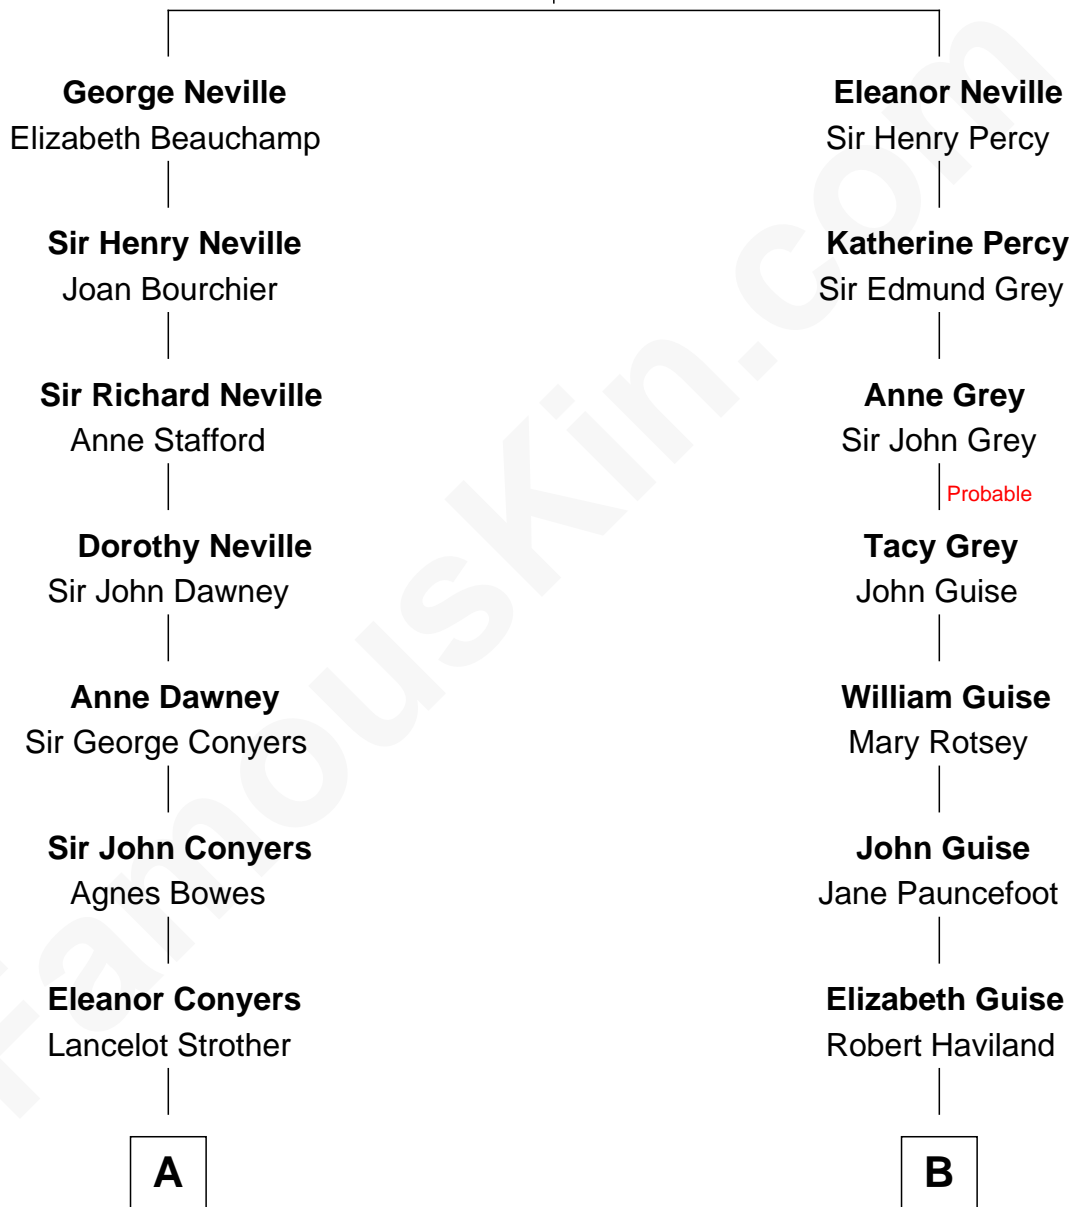 George Neville
Elizabeth Beauchamp
Sir Henry Neville
Joan Bourchier
Sir Richard Neville
Anne Stafford
Dorothy Neville
Sir John Dawney
Anne Dawney
Sir George Conyers
Sir John Conyers
Agnes Bowes
Eleanor Conyers
Lancelot Strother
A
Eleanor Neville
Sir Henry Percy
Katherine Percy
Sir Edmund Grey
Anne Grey
Sir John Grey
Probable
Tacy Grey
John Guise
William Guise
Mary Rotsey
John Guise
Jane Pauncefoot
Elizabeth Guise
Robert Haviland
B
FamousKin.com